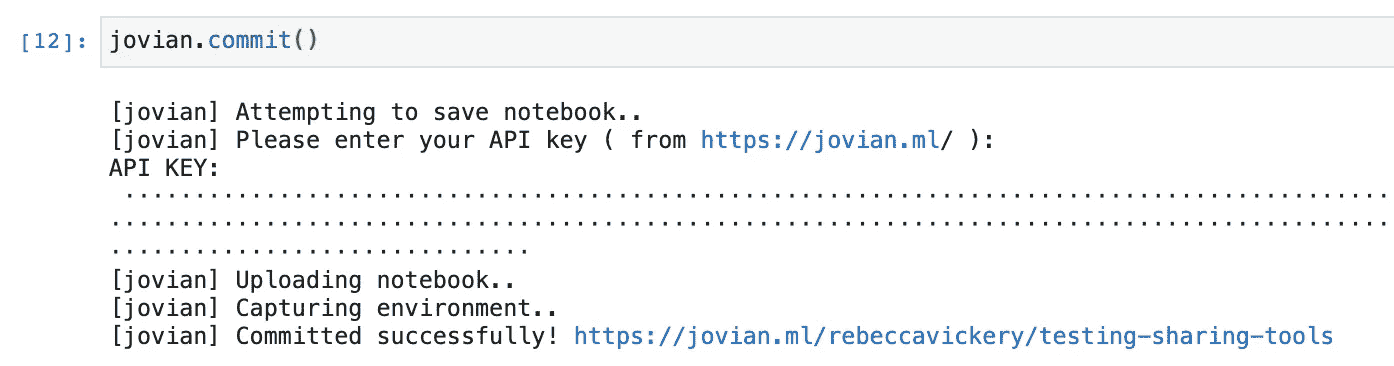 [12]: jovian.commit()
[jovian] Attempting to save notebook..
[jovian] Please enter your API key ( from https://jovian.ml/ ):
API KEY:
...........................................................................................
............................................................................................
..............................
[jovian] Uploading notebook..
[jovian] Capturing environment..
[jovian] Committed successfully! https://jovian.ml/rebeccavickery/testing-sharing-tools